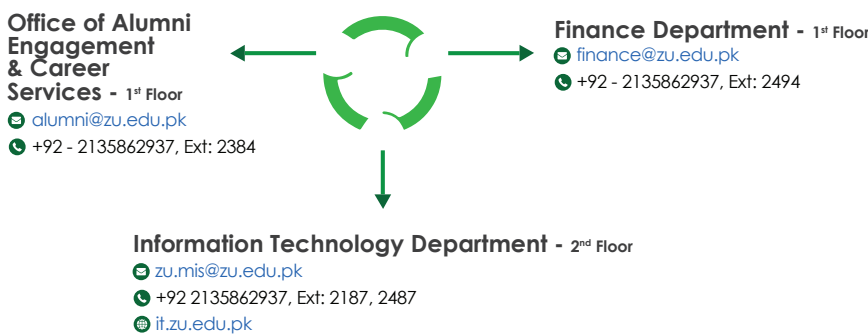 Office of Alumni
Engagement
& Career
Services - 1st Floor
alumni@zu.edu.pk
+92 - 2135862937, Ext: 2384
Finance Department - 1st Floor
finance@zu.edu.pk
+92 - 2135862937, Ext: 2494
Information Technology Department - 2nd Floor
zu.mis@zu.edu.pk
+92 2135862937, Ext: 2187, 2487
it.zu.edu.pk